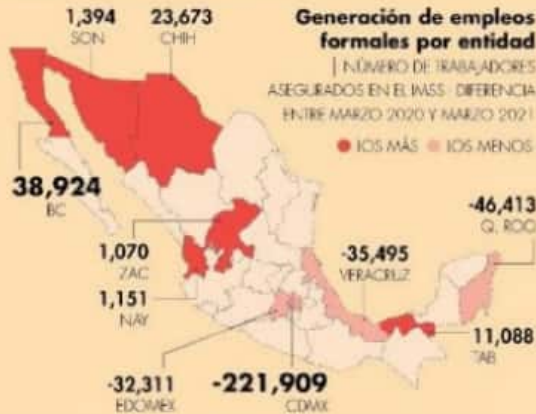 1,394 23,673
SON CHIH
Generación de empleos
formales por entidad
| NÚMERO DE TRABAJADORES
ASEGURADOS EN EL IMSS · DIFERENCIA
ENTRE MARZO 2020 Y MARZO 2021
LOS MÁS LOS MENOS
38,924
BC
-46,413
Q. ROO
1,070
ZAC
-35,495
VERACRUZ
1,151
NAY
11,088
TAB
-32,311
EDOMEX
-221,909
CDMX